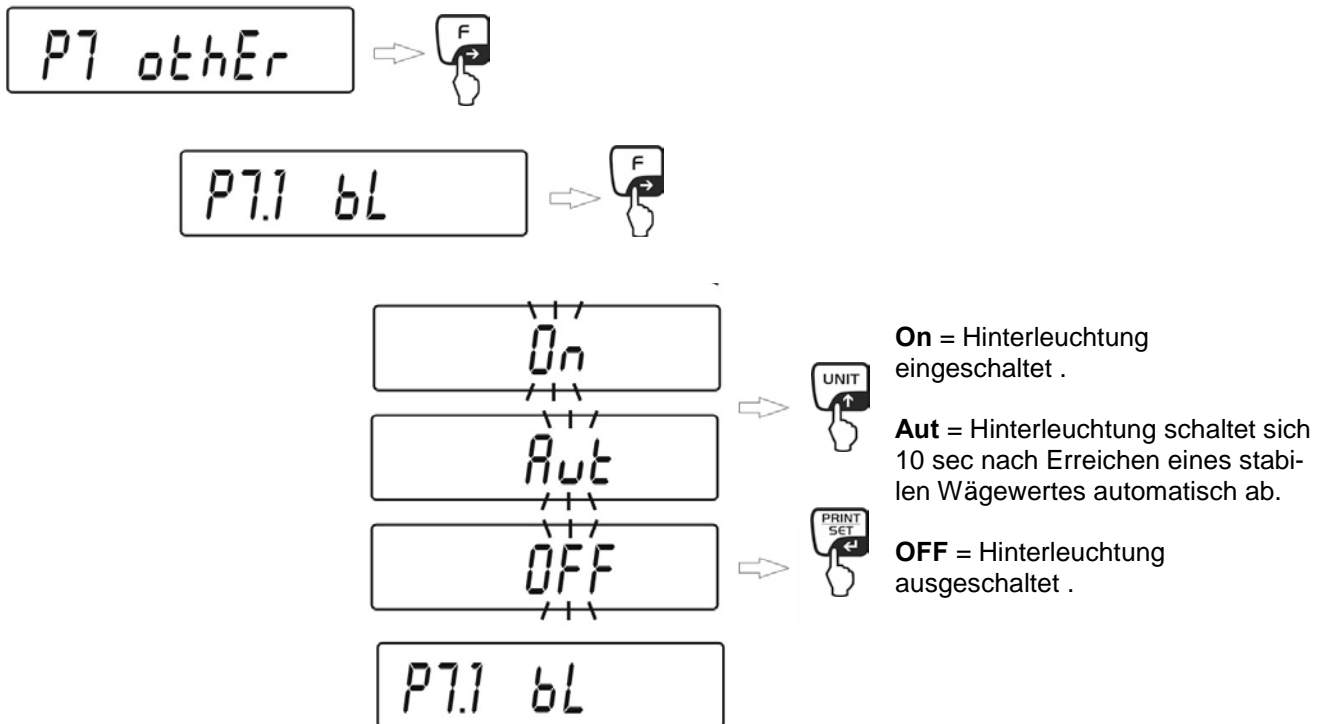 P7 othEr
F
P7.1 bL
F
On
Aut
OFF
UNIT
PRINT
SET
On = Hinterleuchtung
eingeschaltet .
Aut = Hinterleuchtung schaltet sich
10 sec nach Erreichen eines stabi-
len Wägewertes automatisch ab.
OFF = Hinterleuchtung
ausgeschaltet .
P7.1 bL